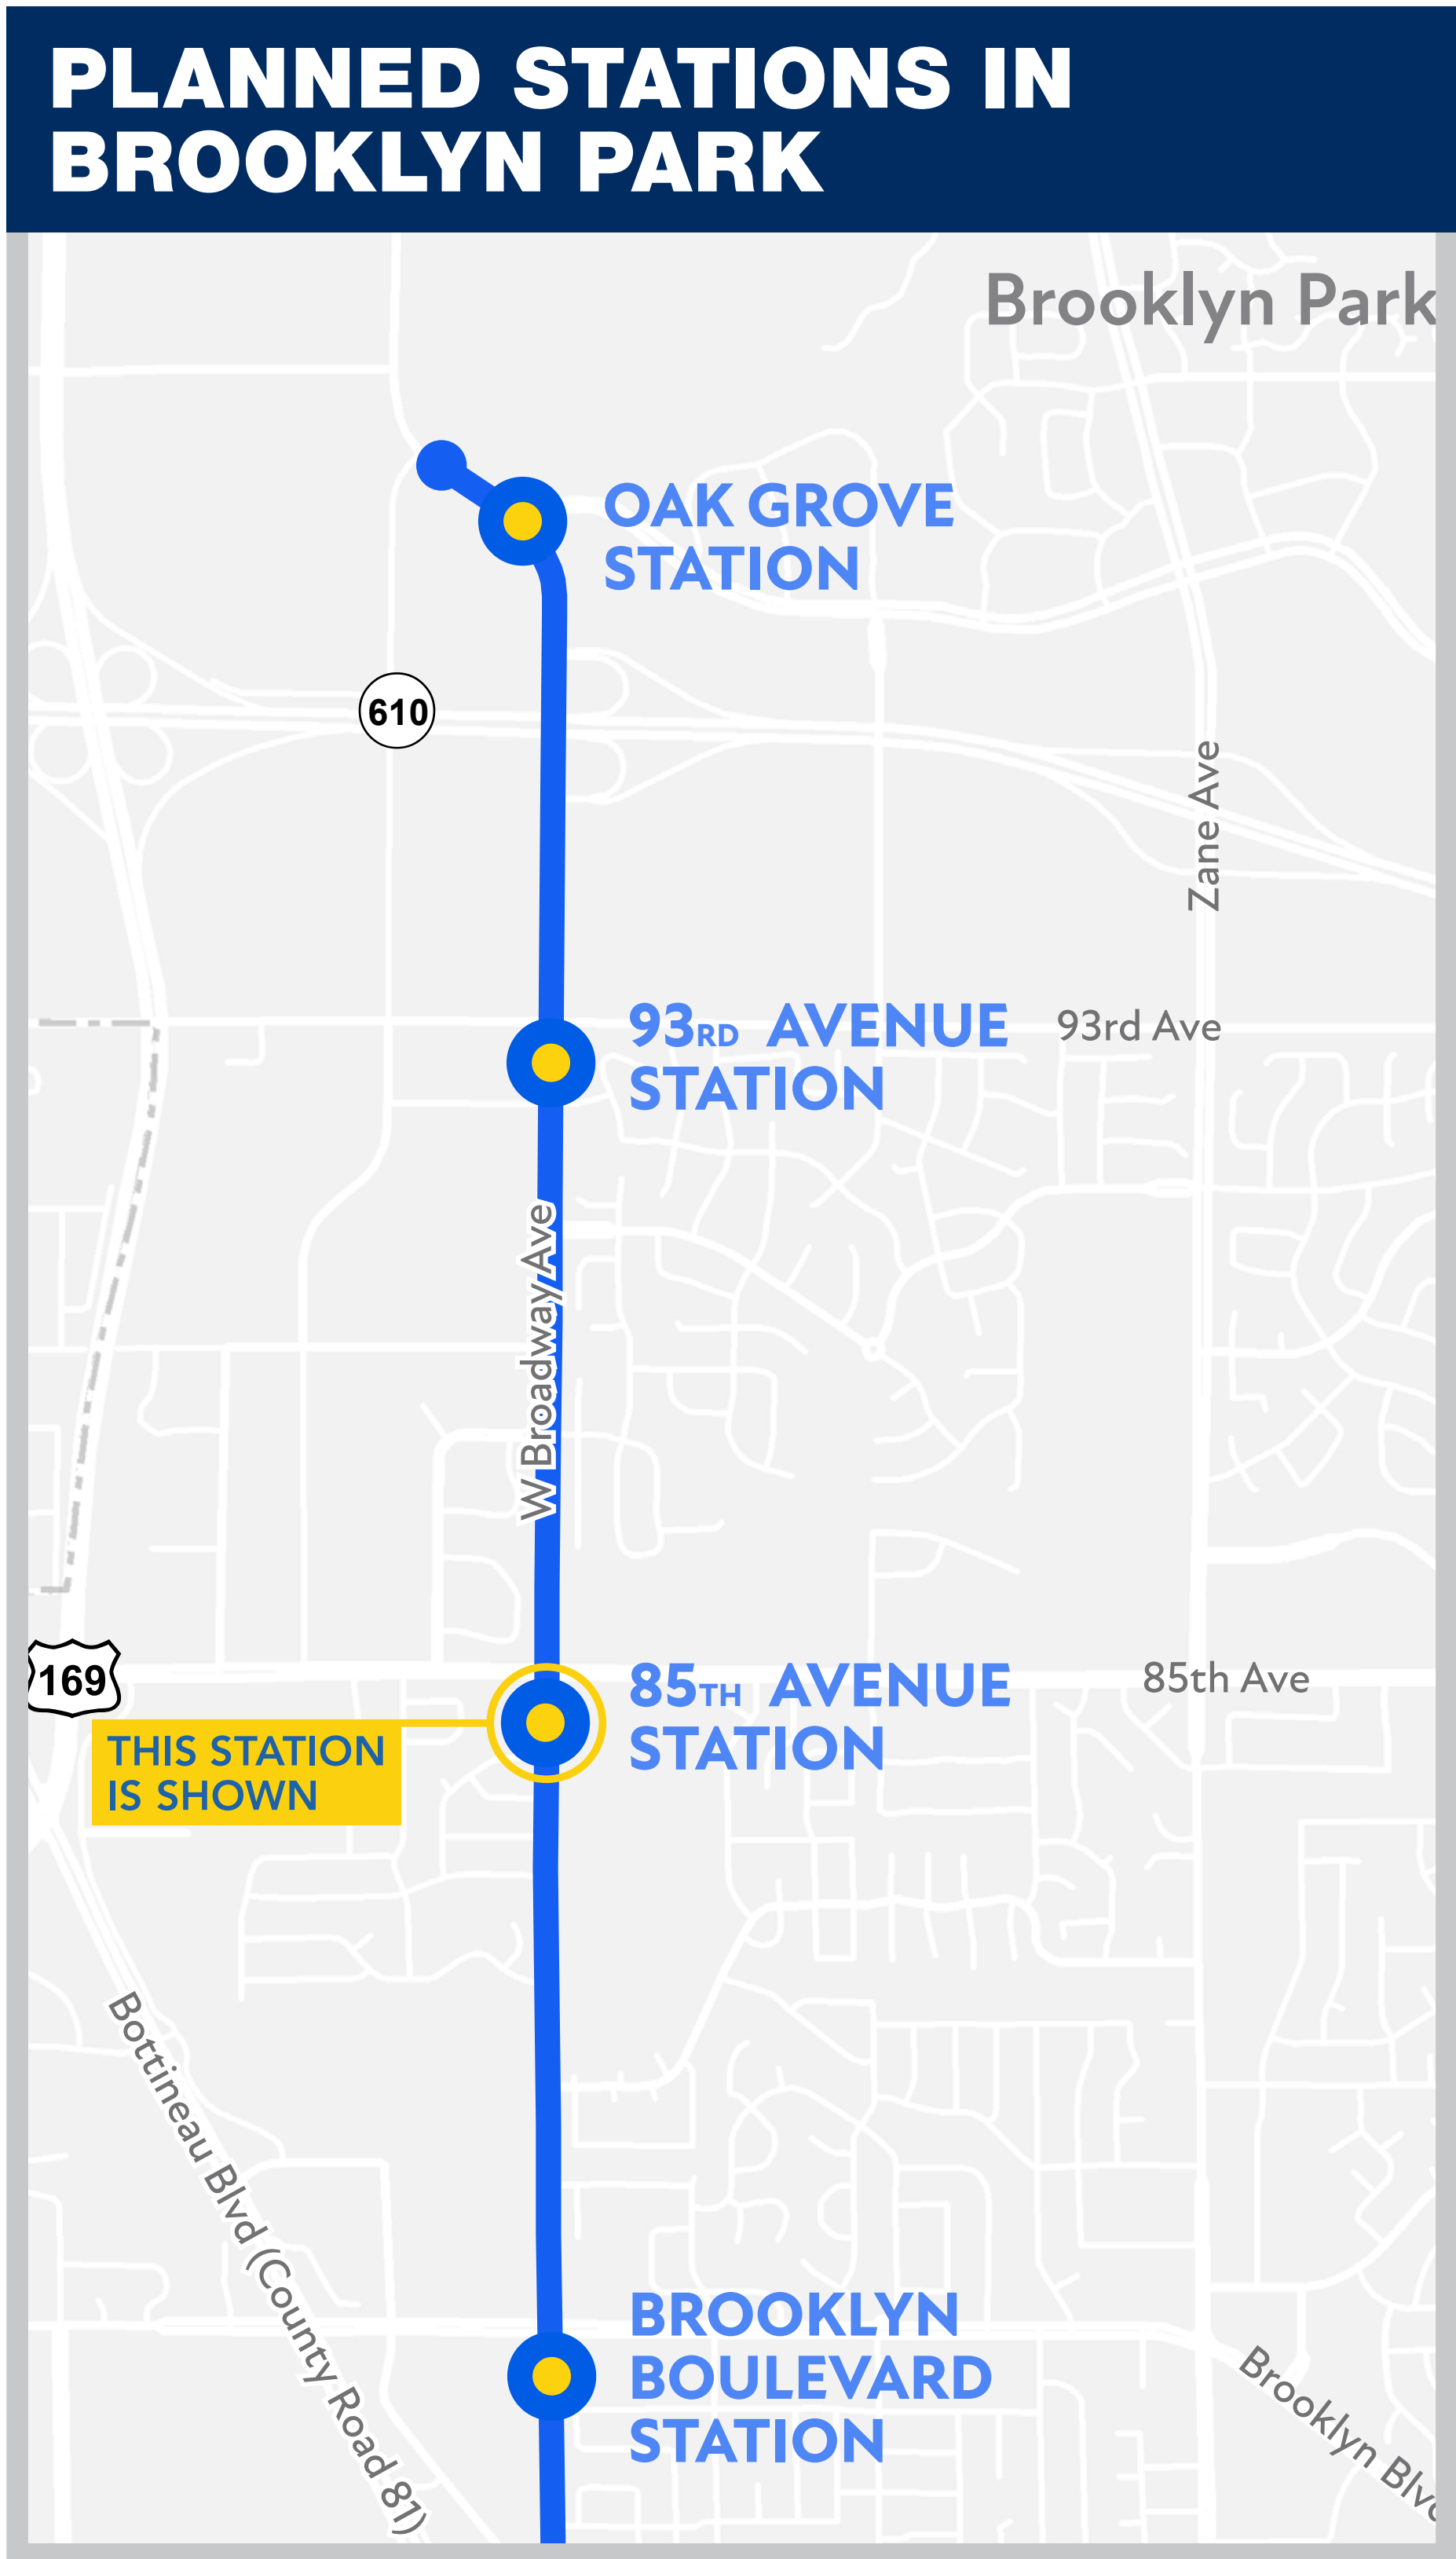 PLANNED STATIONS IN
BROOKLYN PARK
Brooklyn Park
OAK GROVE
STATION
610
Zane Ave
93RD AVENUE
STATION
93rd Ave
W Broadway Ave
169
85TH AVENUE
STATION
85th Ave
THIS STATION
IS SHOWN
Bottineau Blvd (County Road 81)
BROOKLYN
BOULEVARD
STATION
Brooklyn Blvd